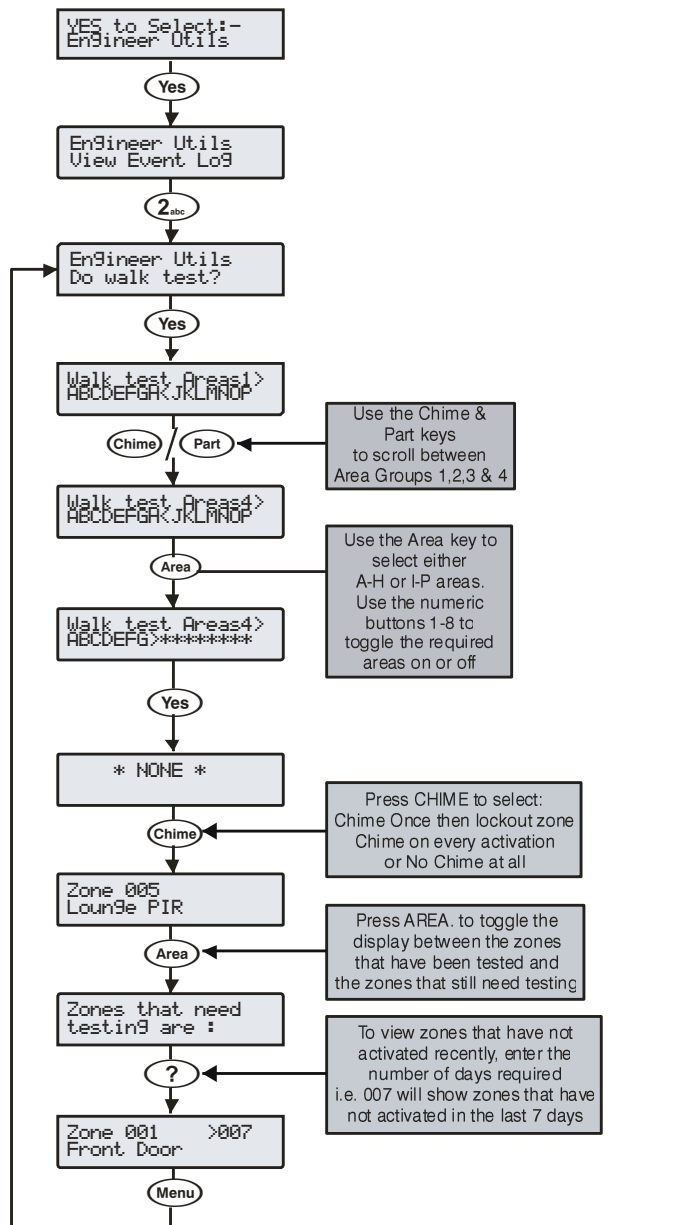 YES to Select:-
Engineer Utils
Yes
Engineer Utils
View Event Log
2abc
Engineer Utils
Do walk test?
Yes
Walk test Areas1>
ABCDEFGH<JKLMNOP
Chime / Part
Use the Chime &
Part keys
to scroll between
Area Groups 1,2,3 & 4
Walk test Areas4>
ABCDEFGH<JKLMNOP
Area
Use the Area key to
select either
A-H or I-P areas.
Use the numeric
buttons 1-8 to
toggle the required
areas on or off
Walk test Areas4>
ABCDEFG>********
Yes
* NONE *
Chime
Press CHIME to select:
Chime Once then lockout zone
Chime on every activation
or No Chime at all
Zone 005
Lounge PIR
Area
Press AREA. to toggle the
display between the zones
that have been tested and
the zones that still need testing
Zones that need
testing are :
?
To view zones that have not
activated recently, enter the
number of days required
i.e. 007 will show zones that have
not activated in the last 7 days
Zone 001 >007
Front Door
Menu